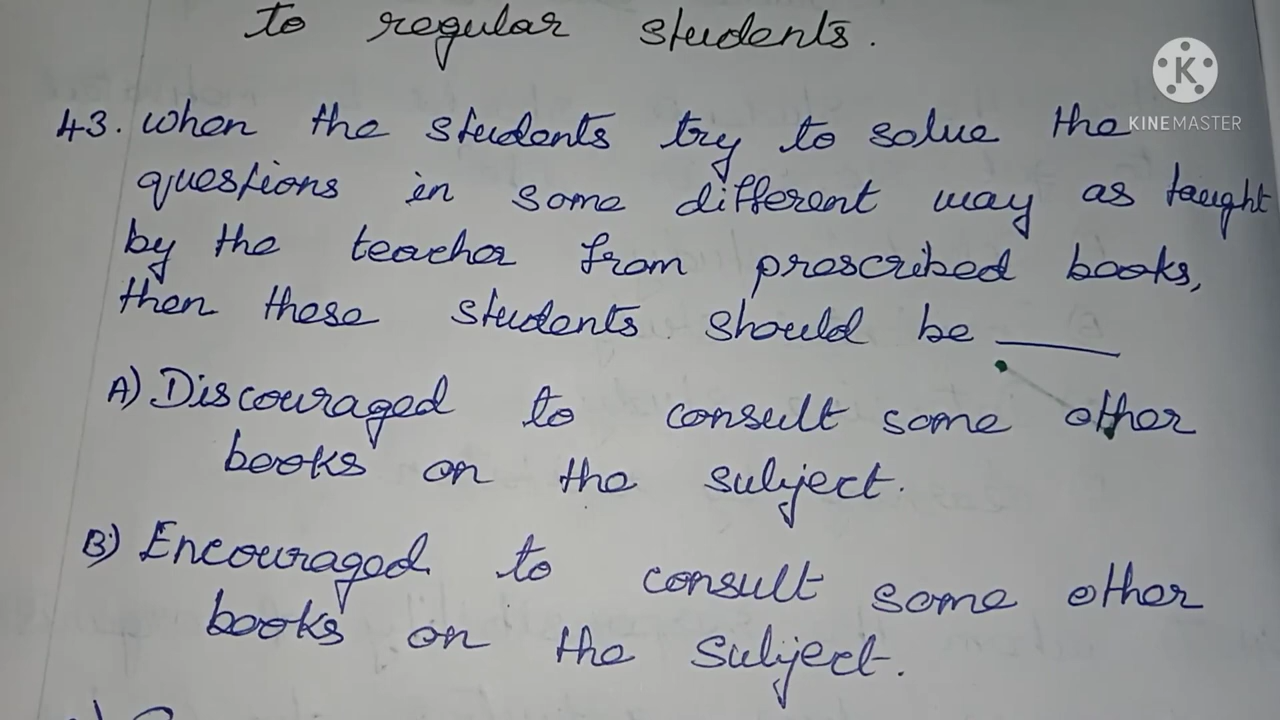 to regular students.
KINEMASTER
43. when the students try to solve the
questions in some different way as taught
by the teacher from prescribed books,
then these students should be ____
A) Discouraged to consult some other
books on the subject.
B) Encouraged to consult some other
books on the subject.